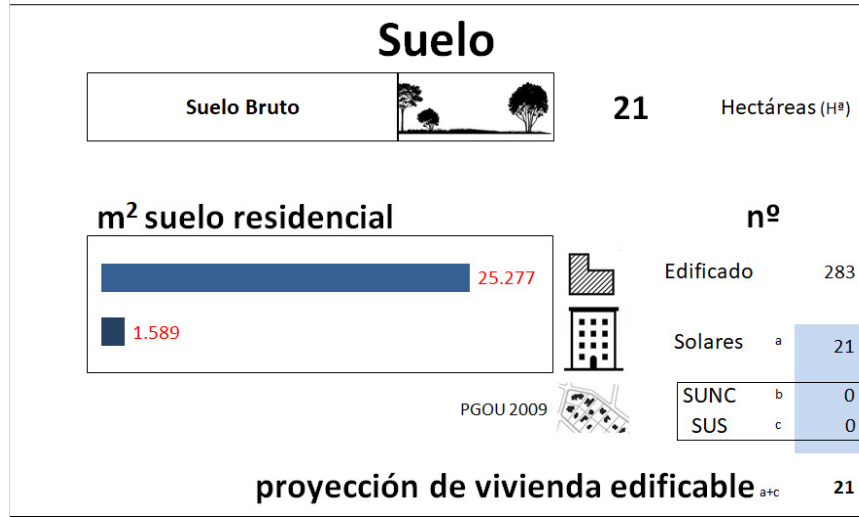 Suelo
Suelo Bruto
21 Hectáreas (Hª)
m² suelo residencial nº
25.277 Edificado 283
1.589
Solares a 21
SUNC b 0
PGOU 2009
SUS c 0
proyección de vivienda edificable a+c 21